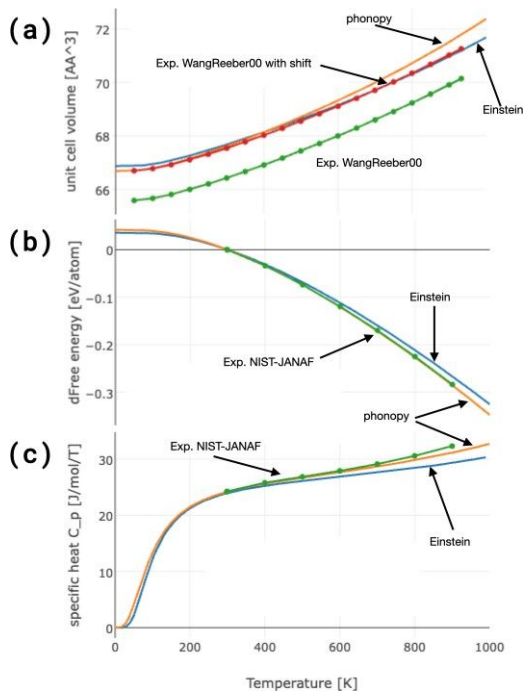 (a)
unit cell volume [AA^3]
72
70
68
66
phonopy
Exp. WangReeber00 with shift
Einstein
Exp. WangReeber00
(b)
dFree energy [eV/atom]
0
−0.1
−0.2
−0.3
Einstein
Exp. NIST-JANAF
phonopy
(c)
specific heat C_p [J/mol/T]
30
20
10
0
Exp. NIST-JANAF
Einstein
0
200
400
600
800
1000
Temperature [K]